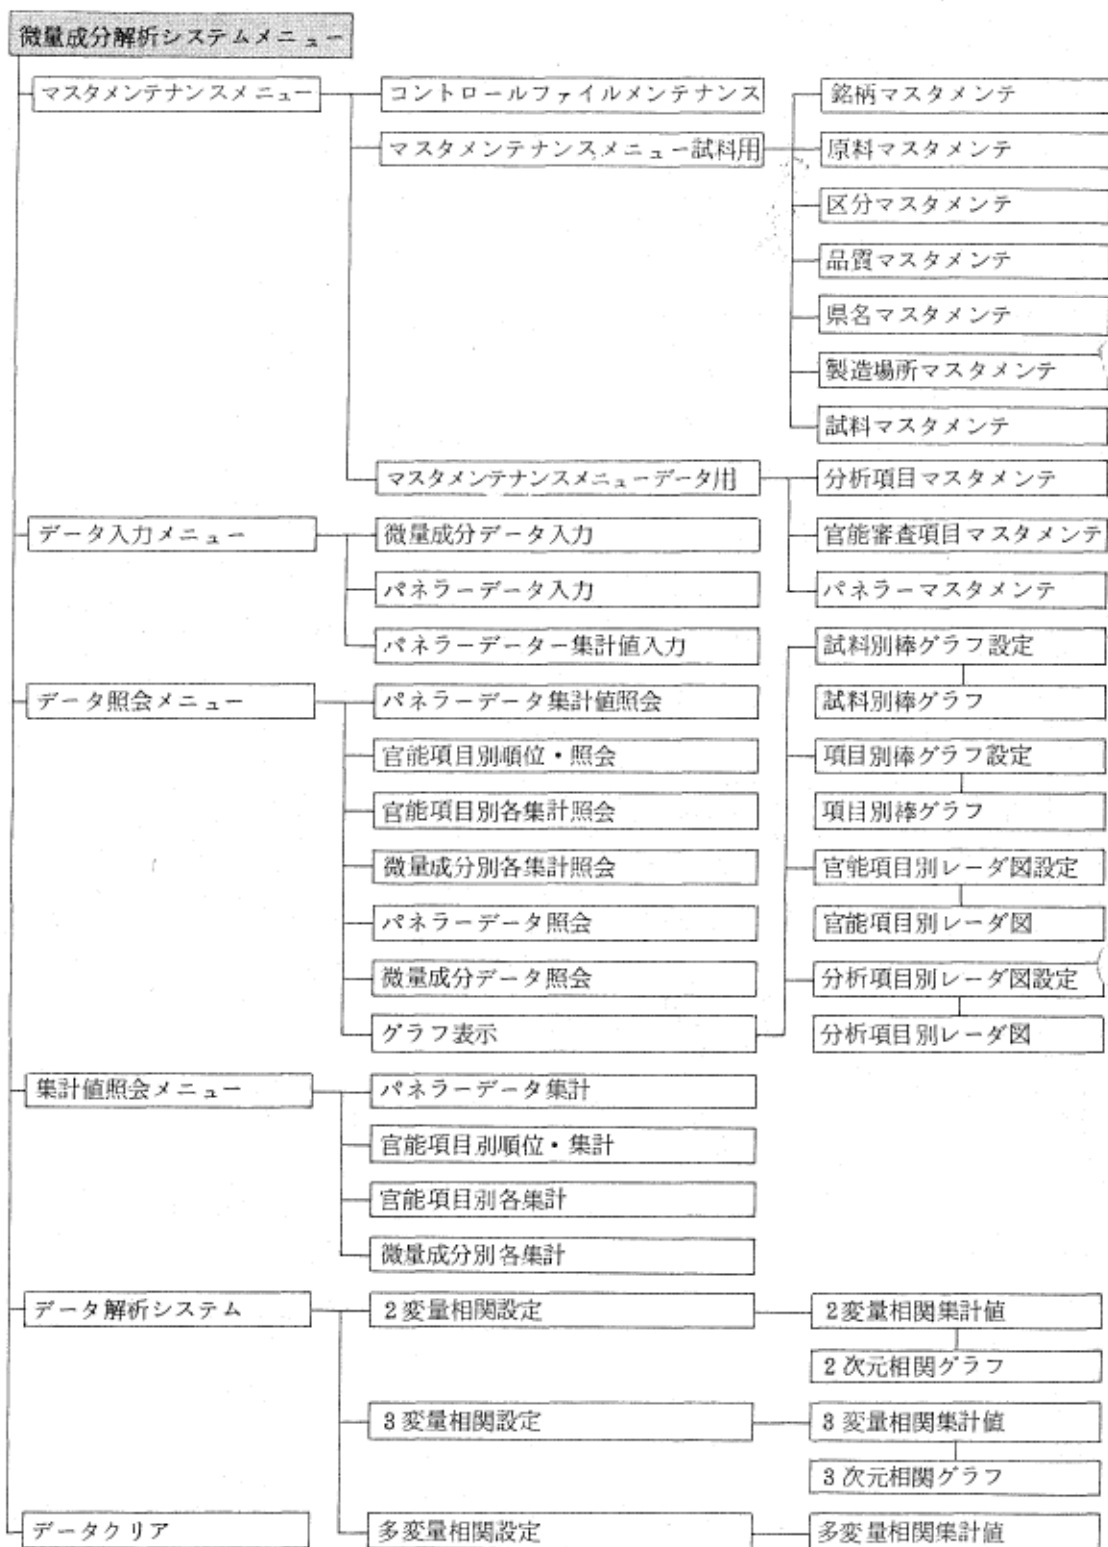 微量成分解析システムメニュー
マスタメンテナンスメニュー
コントロールファイルメンテナンス
銘柄マスタメンテ
マスタメンテナンスメニュー試料用
原料マスタメンテ
区分マスタメンテ
品質マスタメンテ
県名マスタメンテ
製造場所マスタメンテ
試料マスタメンテ
マスタメンテナンスメニューデータ用
分析項目マスタメンテ
データ入力メニュー
微量成分データ入力
官能審査項目マスタメンテ
パネラーデータ入力
パネラーマスタメンテ
パネラーデーター集計値入力
試料別棒グラフ設定
データ照会メニュー
パネラーデータ集計値照会
試料別棒グラフ
官能項目別順位・照会
項目別棒グラフ設定
官能項目別各集計照会
項目別棒グラフ
微量成分別各集計照会
官能項目別レーダ図設定
パネラーデータ照会
官能項目別レーダ図
微量成分データ照会
分析項目別レーダ図設定
グラフ表示
分析項目別レーダ図
集計値照会メニュー
パネラーデータ集計
官能項目別順位・集計
官能項目別各集計
微量成分別各集計
データ解析システム
2変量相関設定
2変量相関集計値
2次元相関グラフ
3変量相関設定
3変量相関集計値
3次元相関グラフ
データクリア
多変量相関設定
多変量相関集計値